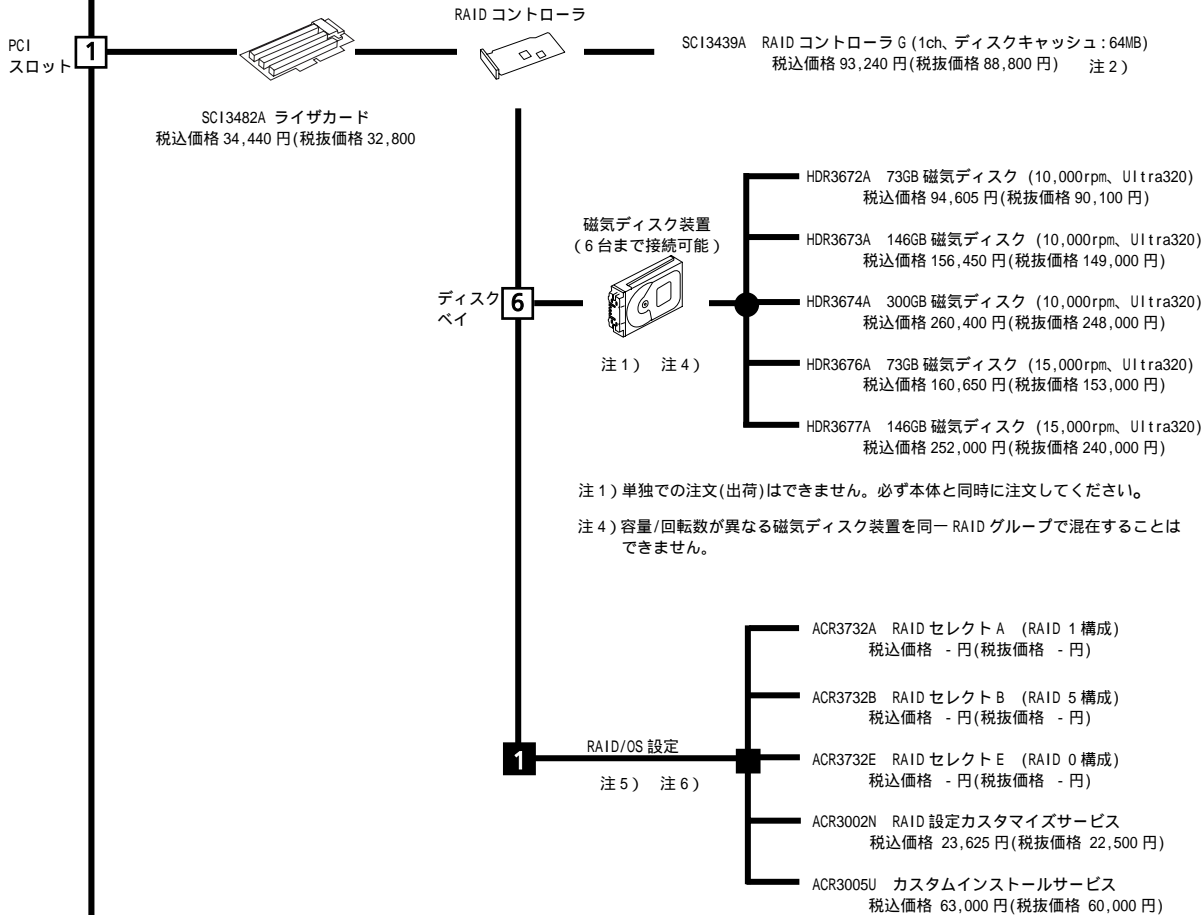 RAID コントローラ
PCI
スロット
1
SCI3439A RAID コントローラ G (1ch、ディスクキャッシュ：64MB)
税込価格 93,240 円(税抜価格 88,800 円) 注 2 )
SCI3482A ライザカード
税込価格 34,440 円(税抜価格 32,800
磁気ディスク装置
( 6 台まで接続可能 )
ディスク
ベイ
6
注 1 ) 注 4 )
HDR3672A 73GB 磁気ディスク (10,000rpm、Ultra320)
税込価格 94,605 円(税抜価格 90,100 円)
HDR3673A 146GB 磁気ディスク (10,000rpm、Ultra320)
税込価格 156,450 円(税抜価格 149,000 円)
HDR3674A 300GB 磁気ディスク (10,000rpm、Ultra320)
税込価格 260,400 円(税抜価格 248,000 円)
HDR3676A 73GB 磁気ディスク (15,000rpm、Ultra320)
税込価格 160,650 円(税抜価格 153,000 円)
HDR3677A 146GB 磁気ディスク (15,000rpm、Ultra320)
税込価格 252,000 円(税抜価格 240,000 円)
注 1 ) 単独での注文(出荷)はできません。必ず本体と同時に注文してください。
注 4 ) 容量/回転数が異なる磁気ディスク装置を同一 RAID グループで混在することは
できません。
1
RAID/OS 設定
注 5 ) 注 6 )
ACR3732A RAID セレクト A (RAID 1 構成)
税込価格 - 円(税抜価格 - 円)
ACR3732B RAID セレクト B (RAID 5 構成)
税込価格 - 円(税抜価格 - 円)
ACR3732E RAID セレクト E (RAID 0 構成)
税込価格 - 円(税抜価格 - 円)
ACR3002N RAID 設定カスタマイズサービス
税込価格 23,625 円(税抜価格 22,500 円)
ACR3005U カスタムインストールサービス
税込価格 63,000 円(税抜価格 60,000 円)